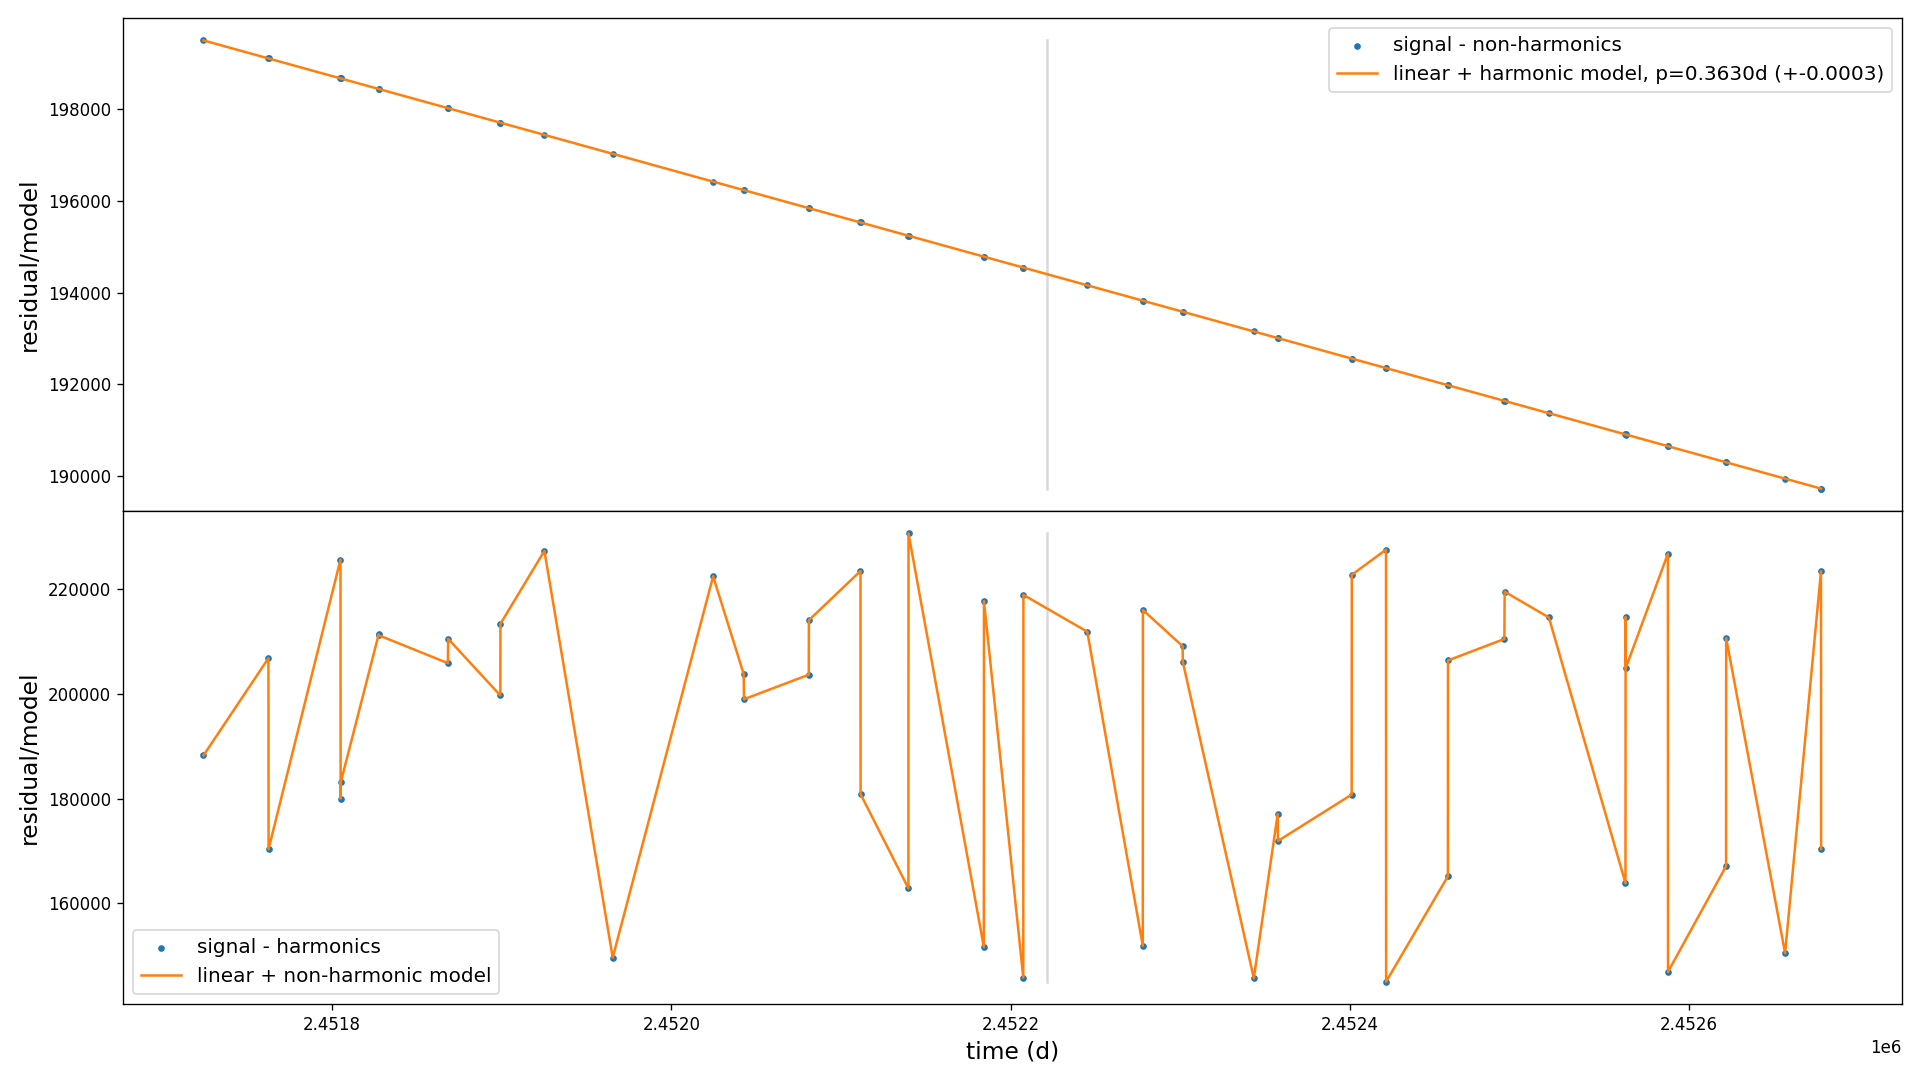 signal - non-harmonics
linear + harmonic model, p=0.3630d (+-0.0003)
198000
196000
194000
192000
190000
residual/model
220000
200000
180000
160000
residual/model
signal - harmonics
linear + non-harmonic model
2.4518
2.4520
2.4522
2.4524
2.4526
1e6
time (d)